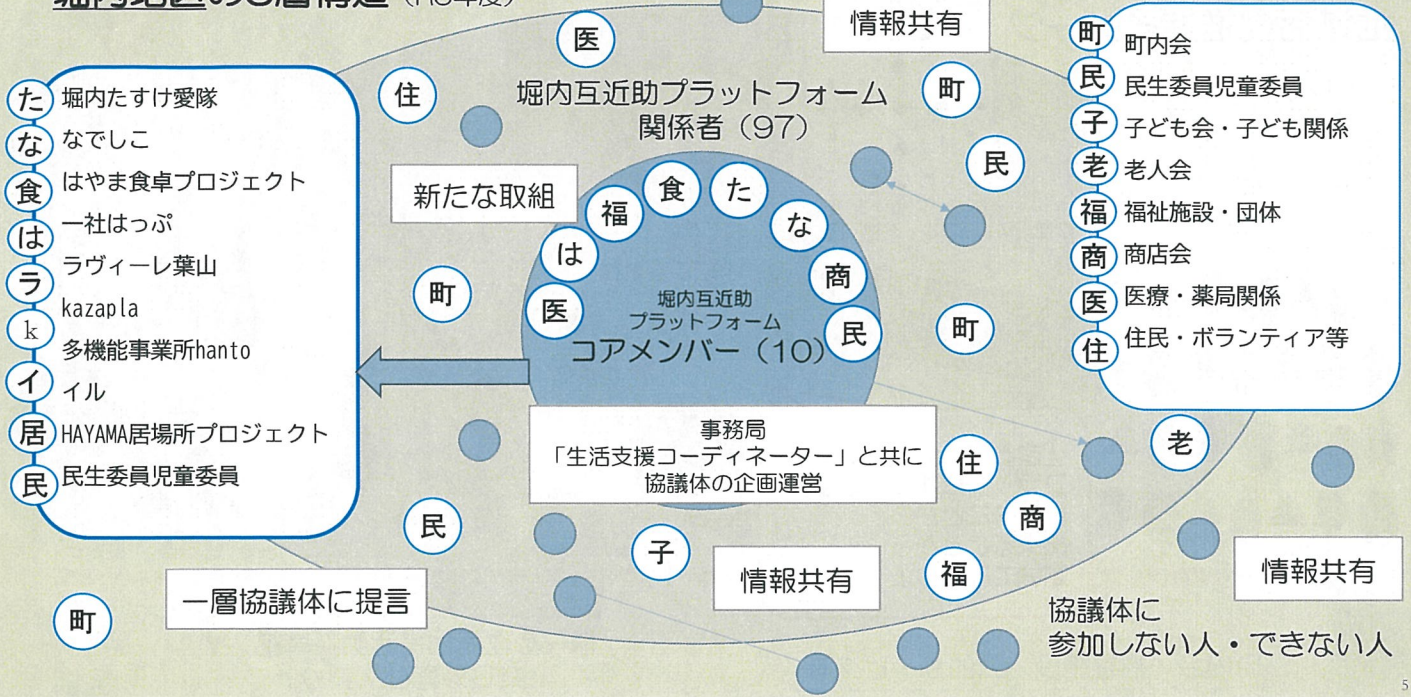 堀内地区の3層構造
情報共有
医
住
町
民
堀内互近助プラットフォーム
関係者（97）
新たな取組
た 堀内たすけ愛隊
な なでしこ
食 はやま食卓プロジェクト
は 一社はっぷ
ラ ラヴィーレ葉山
k kazapla
多機能事業所hanto
イ イル
居 HAYAMA居場所プロジェクト
民 民生委員児童委員
町 町内会
民 民生委員児童委員
子 子ども会・子ども関係
老 老人会
福 福祉施設・団体
商 商店会
医 医療・薬局関係
住 住民・ボランティア等
医
は
福
食
た
な
商
民
町
町
堀内互近助
プラットフォーム
コアメンバー（10）
事務局
「生活支援コーディネーター」と共に
協議体の企画運営
住
老
商
民
子
福
情報共有
情報共有
一層協議体に提言
町
協議体に
参加しない人・できない人
5